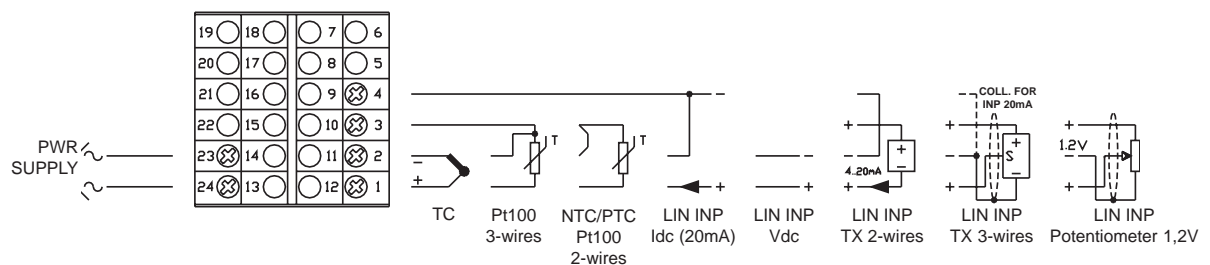 19 18 7 6
20 17 8 5
21 16 9 4
22 15 10 3
23 14 11 2
24 13 12 1
PWR
SUPPLY
~
~
−
+
TC
T
Pt100
3-wires
T
NTC/PTC
Pt100
2-wires
−
+
LIN INP
Idc (20mA)
−
+
LIN INP
Vdc
−
+
−
4..20mA
+
+
−
LIN INP
TX 2-wires
COLL. FOR
INP 20mA
−
+
−
+
+
S
−
LIN INP
TX 3-wires
+
1.2V
−
+
LIN INP
Potentiometer 1,2V